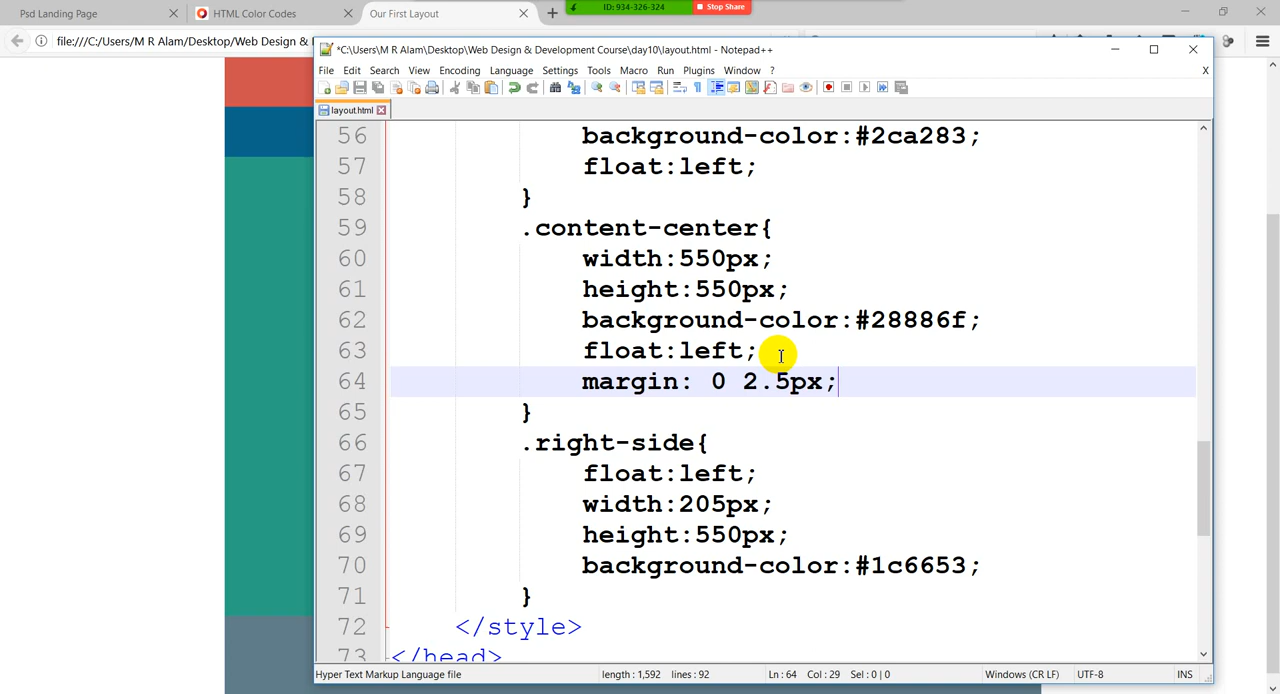 Psd Landing Page
HTML Color Codes
Our First Layout
ID: 934-326-324
Stop Share
file:///C:/Users/M R Alam/Desktop/Web Design &
*C:\Users\M R Alam\Desktop\Web Design & Development Course\day10\layout.html - Notepad++
File Edit Search View Encoding Language Settings Tools Macro Run Plugins Window ?
X
layout.html
56 background-color:#2ca283;
57 float:left;
58 }
59 .content-center{
60 width:550px;
61 height:550px;
62 background-color:#28886f;
63 float:left;
64 margin: 0 2.5px;
65 }
66 .right-side{
67 float:left;
68 width:205px;
69 height:550px;
70 background-color:#1c6653;
71 }
72 </style>
73 </head>
Hyper Text Markup Language file length : 1,592 lines : 92 Ln : 64 Col : 29 Sel : 0 | 0 Windows (CR LF) UTF-8 INS